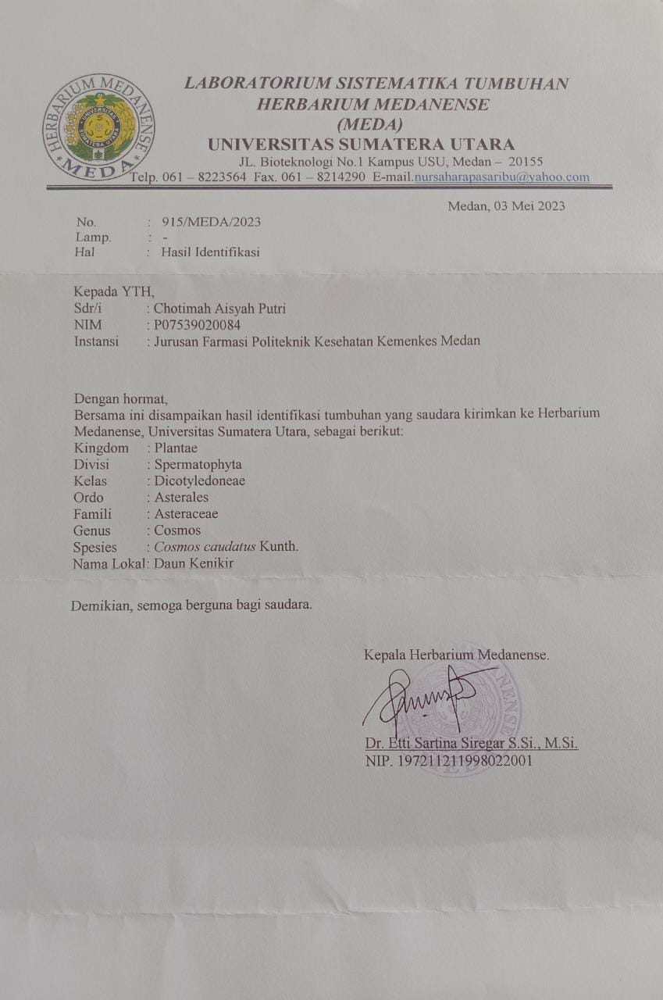 HERBARIUM MEDANENSE
UNIVERSITAS SUMATERA UTARA
* MEDA *
LABORATORIUM SISTEMATIKA TUMBUHAN
HERBARIUM MEDANENSE
(MEDA)
UNIVERSITAS SUMATERA UTARA
JL. Bioteknologi No.1 Kampus USU, Medan – 20155
Telp. 061 – 8223564 Fax. 061 – 8214290 E-mail.nursaharapasaribu@yahoo.com
Medan, 03 Mei 2023
No. : 915/MEDA/2023
Lamp. : -
Hal : Hasil Identifikasi
Kepada YTH,
Sdr/i : Chotimah Aisyah Putri
NIM : P07539020084
Instansi : Jurusan Farmasi Politeknik Kesehatan Kemenkes Medan
Dengan hormat,
Bersama ini disampaikan hasil identifikasi tumbuhan yang saudara kirimkan ke Herbarium
Medanense, Universitas Sumatera Utara, sebagai berikut:
Kingdom : Plantae
Divisi : Spermatophyta
Kelas : Dicotyledoneae
Ordo : Asterales
Famili : Asteraceae
Genus : Cosmos
Spesies : Cosmos caudatus Kunth.
Nama Lokal: Daun Kenikir
Demikian, semoga berguna bagi saudara.
Kepala Herbarium Medanense.
Dr. Etti Sartina Siregar S.Si., M.Si.
NIP. 197211211998022001